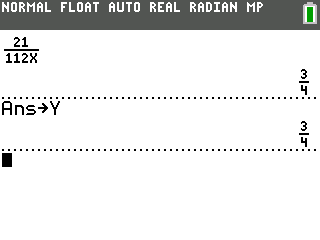 NORMAL FLOAT AUTO REAL RADIAN MP
21
112X
3
4
Ans→Y
3
4